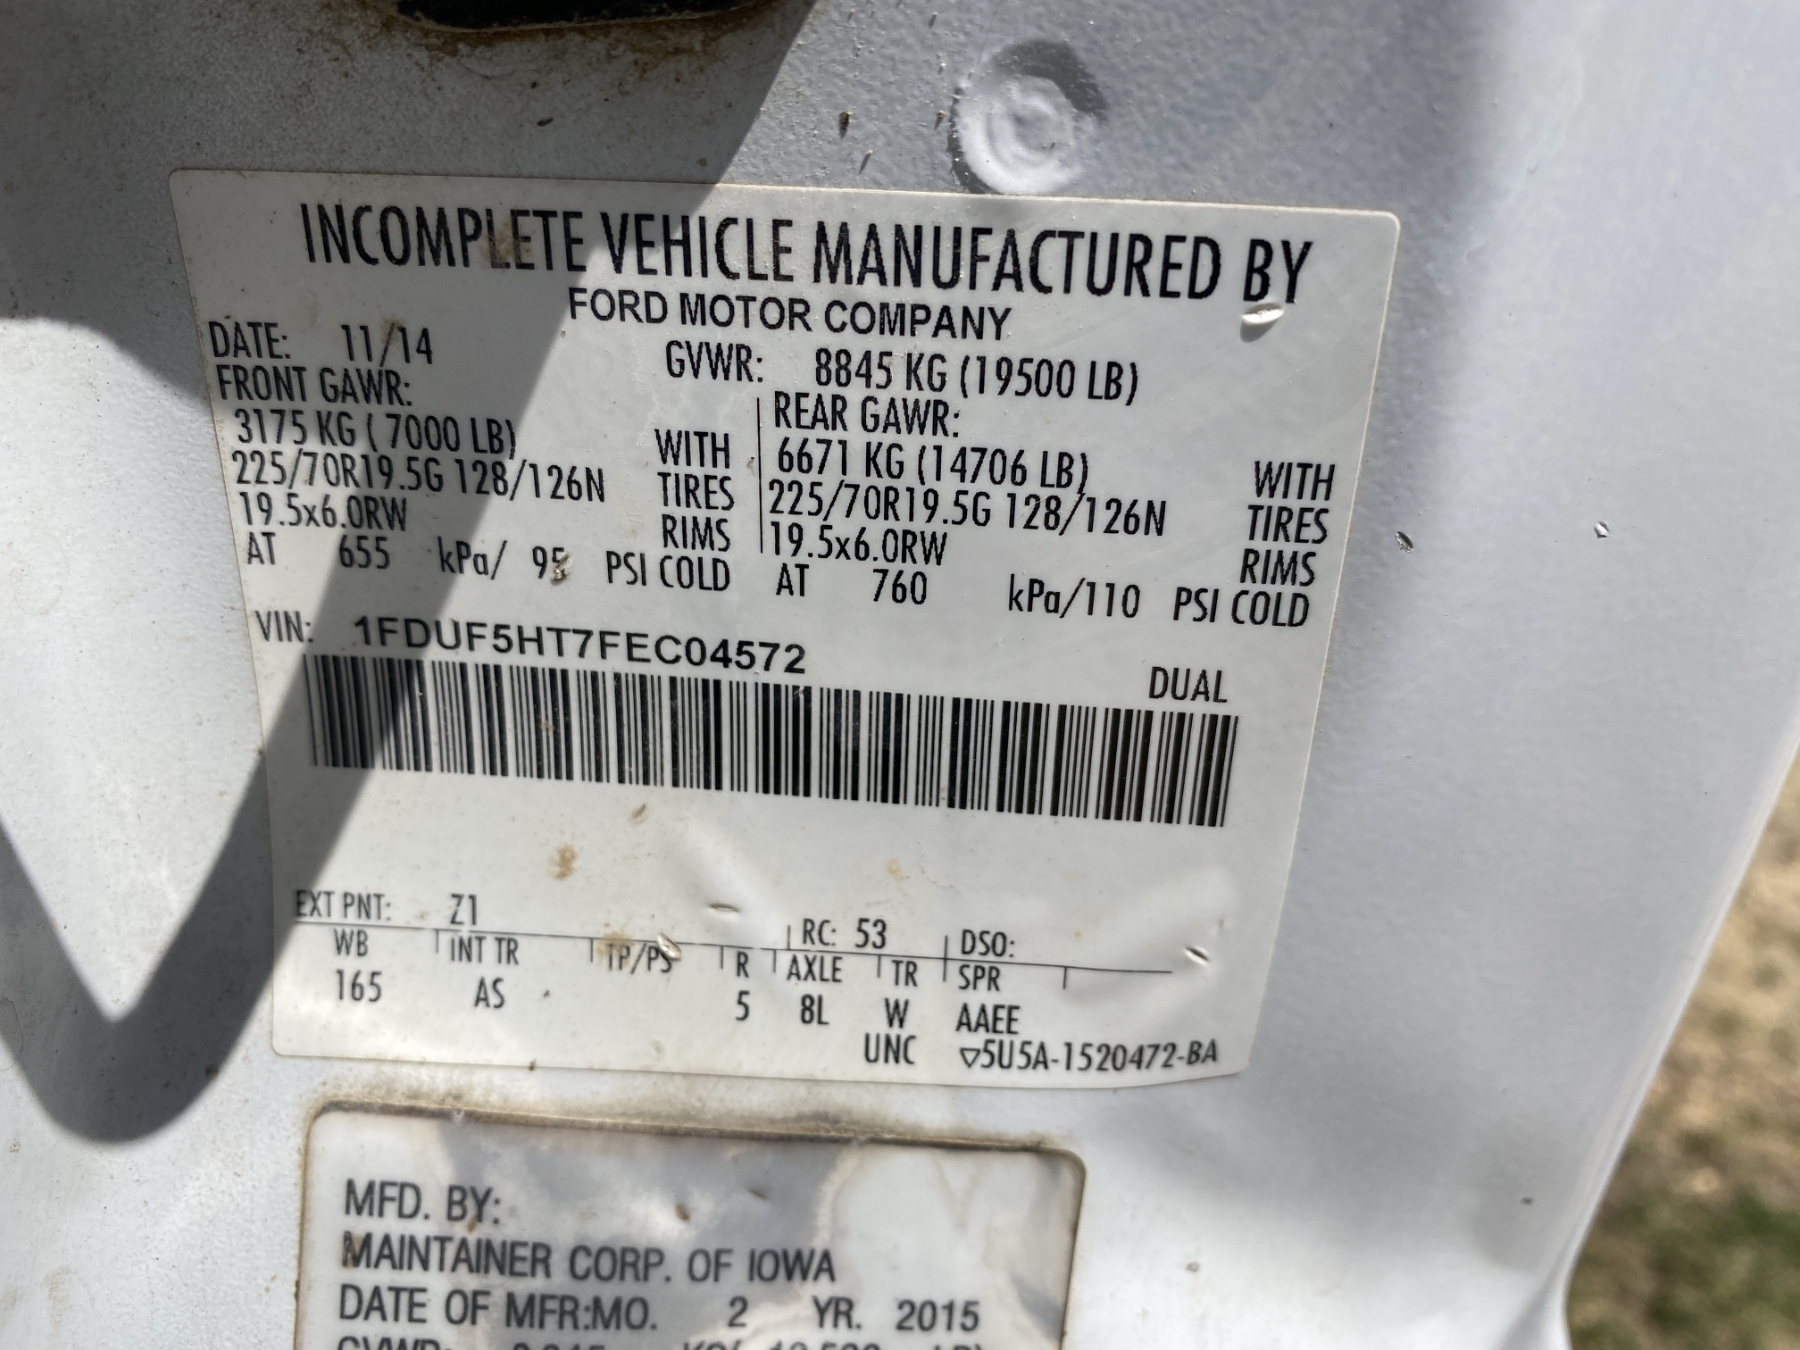 INCOMPLETE VEHICLE MANUFACTURED BY
FORD MOTOR COMPANY
DATE: 11/14 GVWR: 8845 KG (19500 LB)
FRONT GAWR: REAR GAWR:
3175 KG ( 7000 LB) WITH 6671 KG (14706 LB) WITH
225/70R19.5G 128/126N TIRES 225/70R19.5G 128/126N TIRES
19.5x6.0RW RIMS 19.5x6.0RW RIMS
AT 655 kPa/ 95 PSI COLD AT 760 kPa/110 PSI COLD
VIN: 1FDUF5HT7FEC04572
DUAL
EXT PNT: Z1 RC: 53 DSO:
WB INT TR TP/PS R AXLE TR SPR
165 AS 5 8L W AAEE
UNC ▽5U5A-1520472-BA
MFD. BY:
MAINTAINER CORP. OF IOWA
DATE OF MFR:MO. 2 YR. 2015
GVWR: